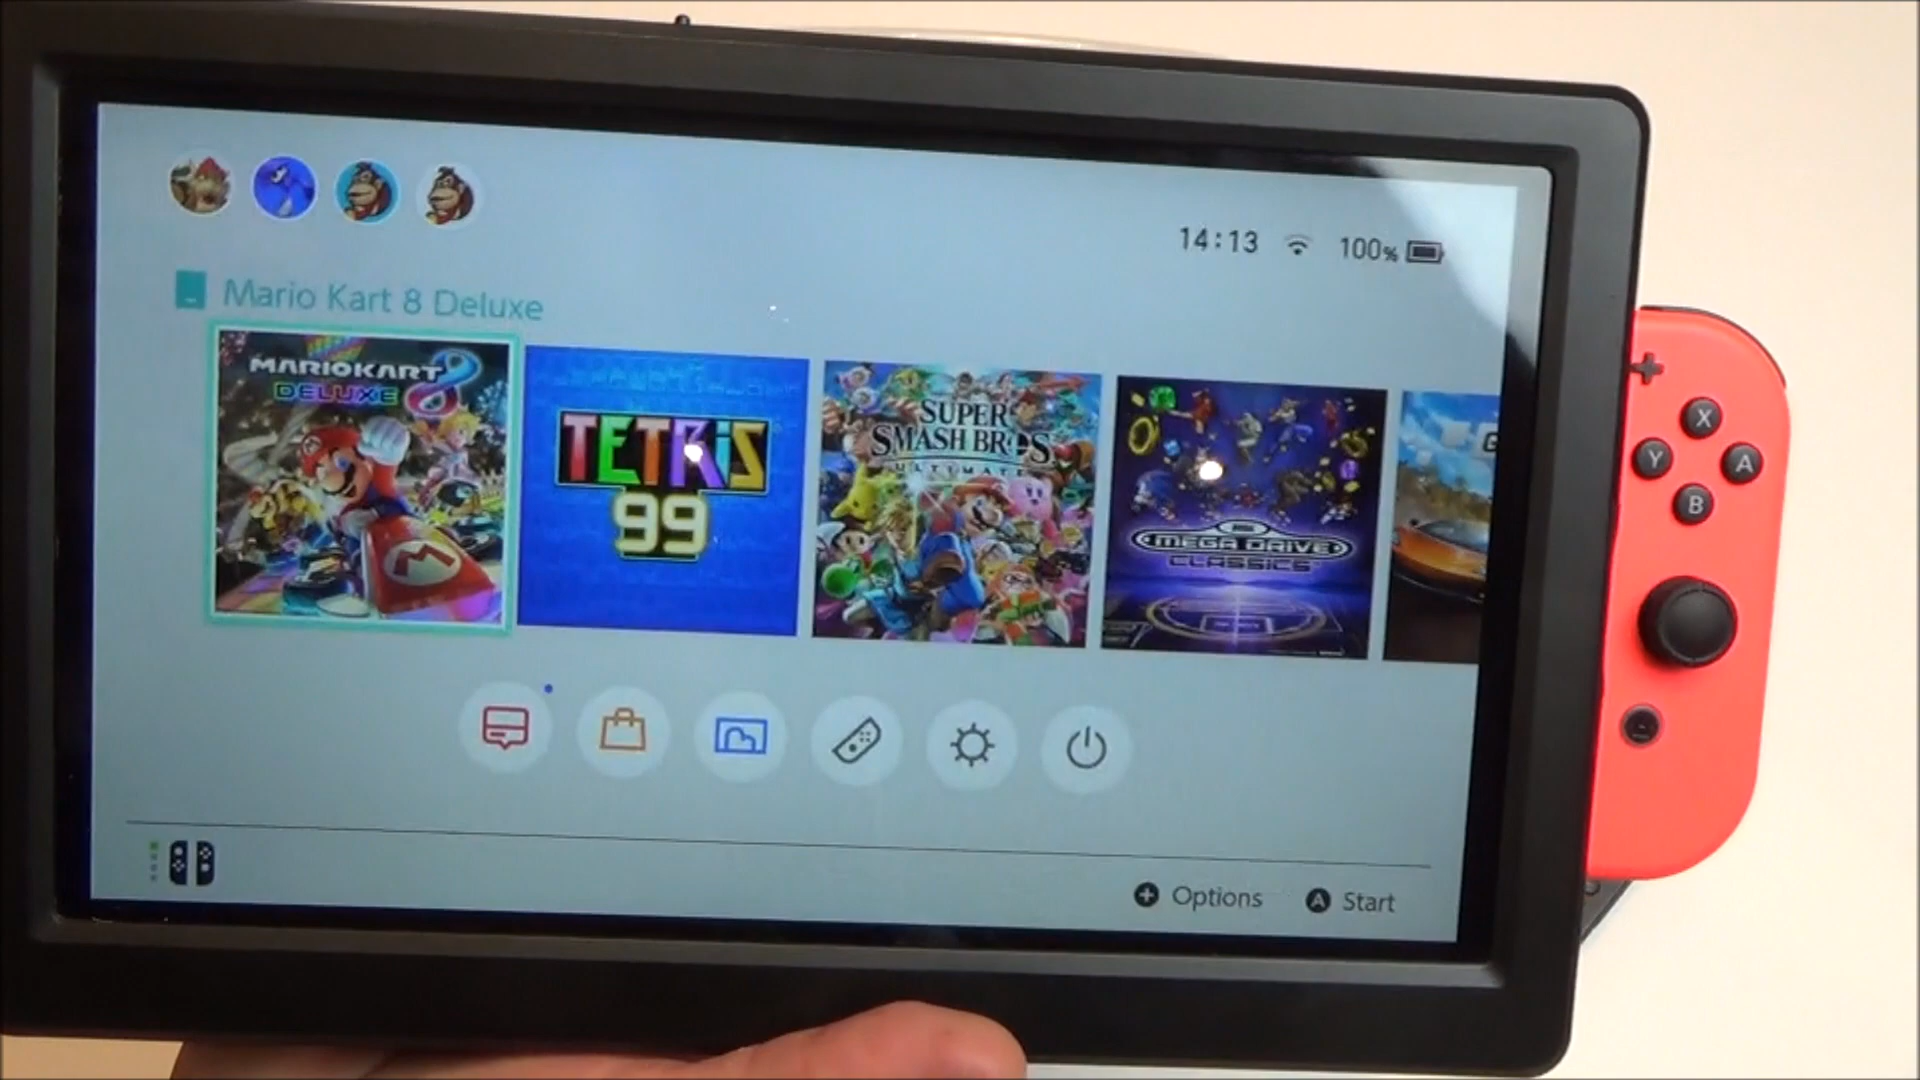 14:13 100%
Mario Kart 8 Deluxe
MARIOKART 8
DELUXE
TETRIS
99
SUPER
SMASH BROS.
ULTIMATE
MEGA DRIVE
CLASSICS
X
Y A
B
Options A Start